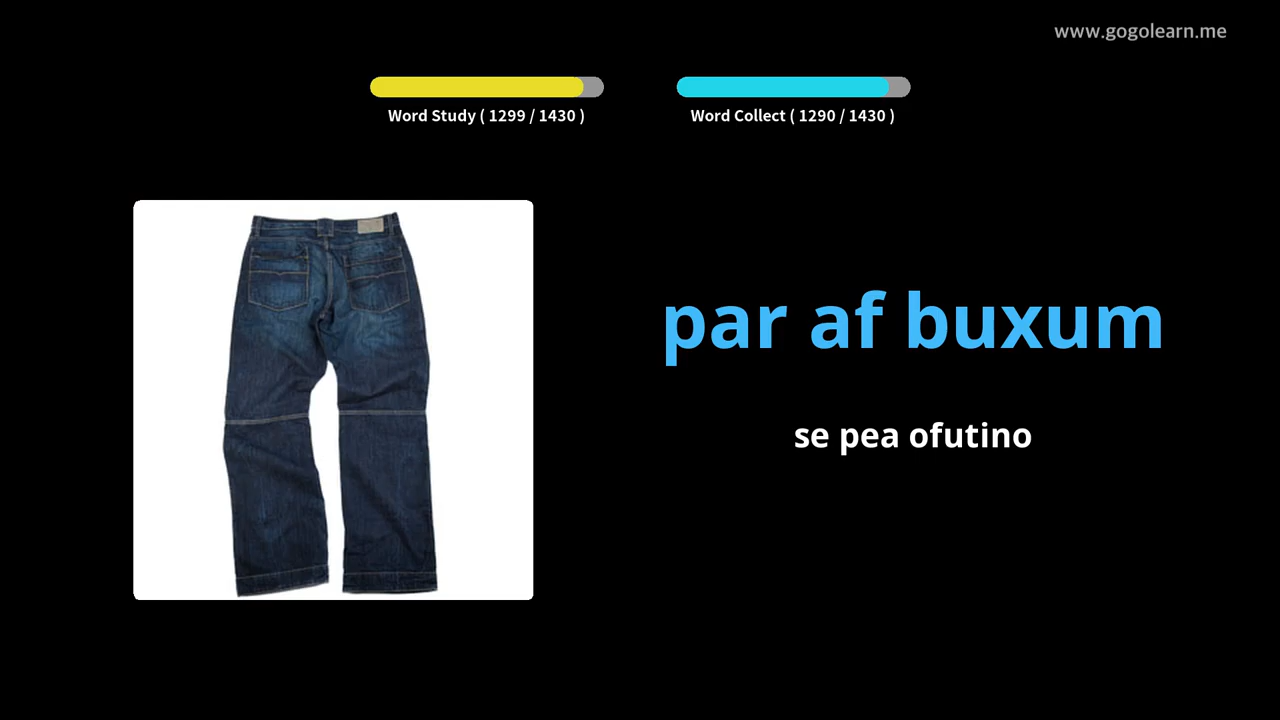 www.gogolearn.me
Word Study ( 1299 / 1430 )
Word Collect ( 1290 / 1430 )
par af buxum
se pea ofutino